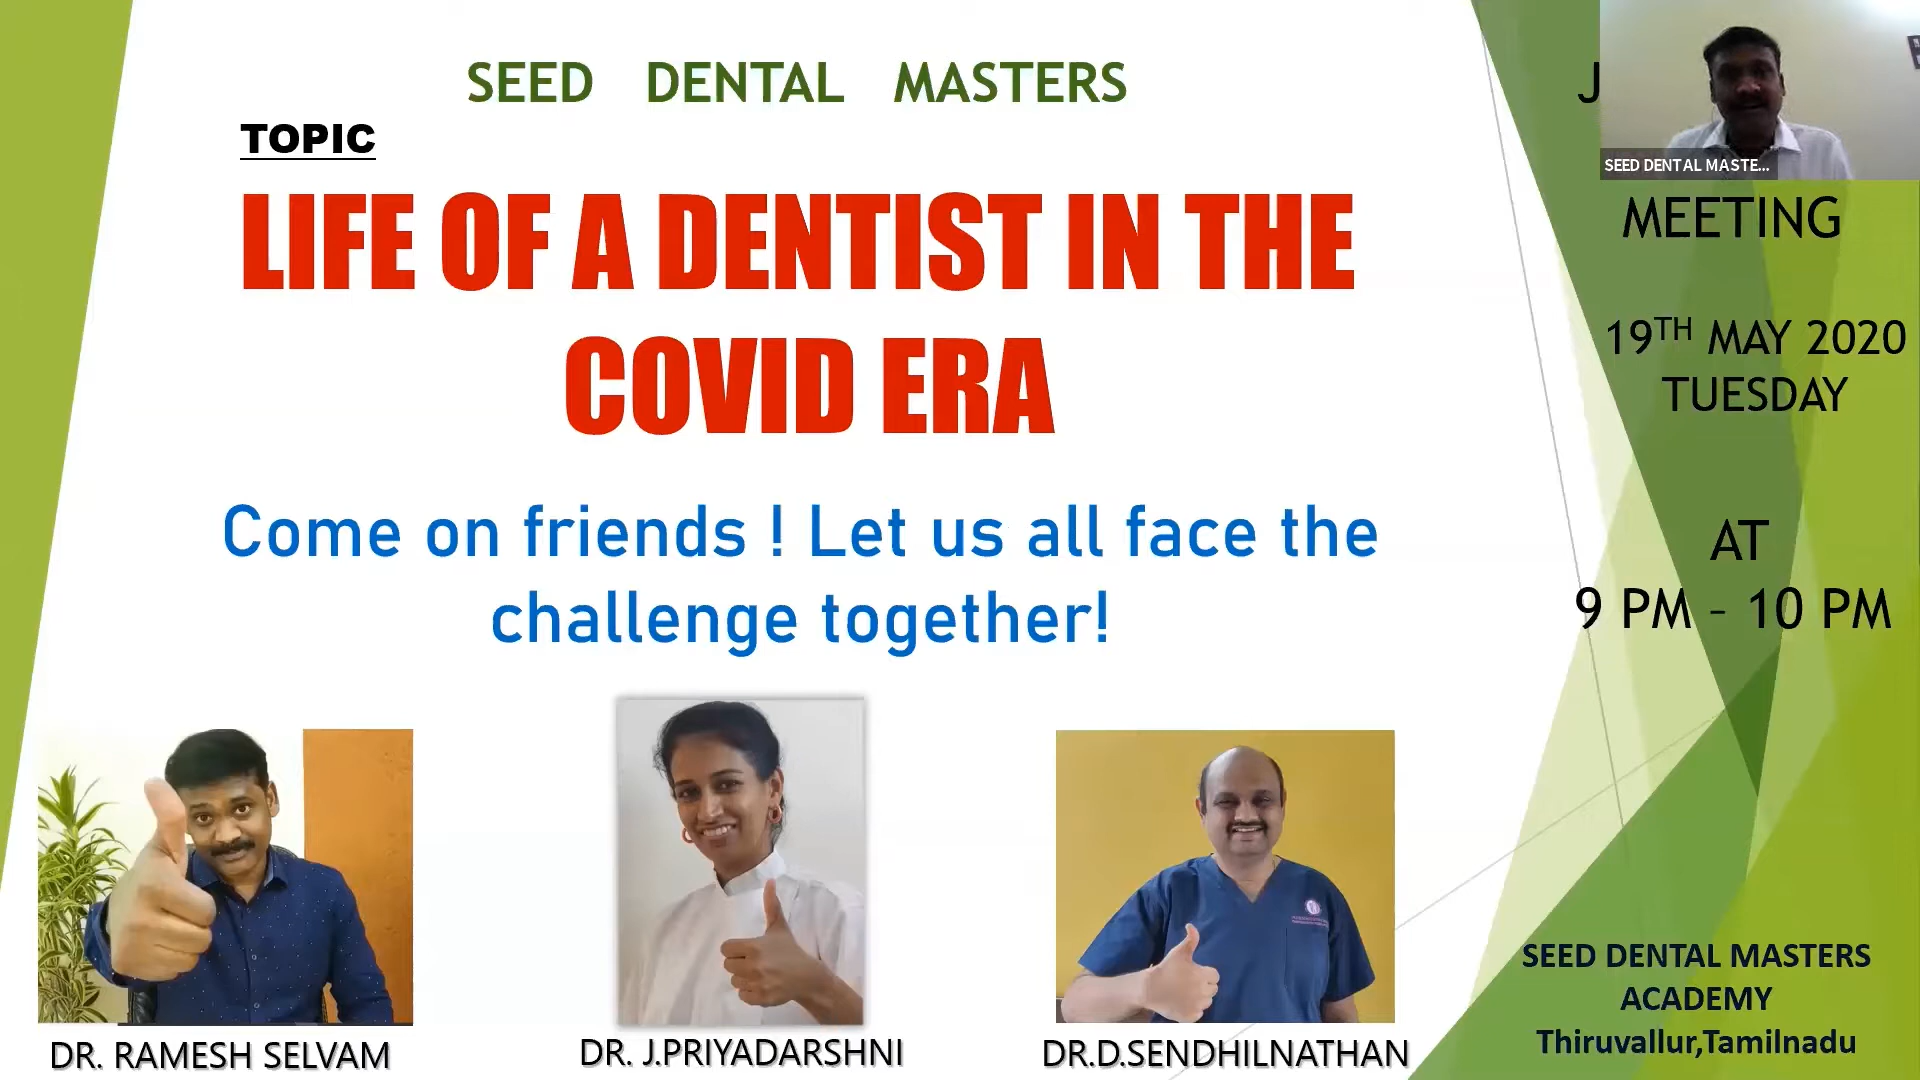 SEED DENTAL MASTERS
TOPIC
LIFE OF A DENTIST IN THE
COVID ERA
Come on friends ! Let us all face the
challenge together!
DR. RAMESH SELVAM
DR. J.PRIYADARSHNI
DR.D.SENDHILNATHAN
SEED DENTAL MASTE...
MEETING
19TH MAY 2020
TUESDAY
AT
9 PM - 10 PM
SEED DENTAL MASTERS
ACADEMY
Thiruvallur,Tamilnadu